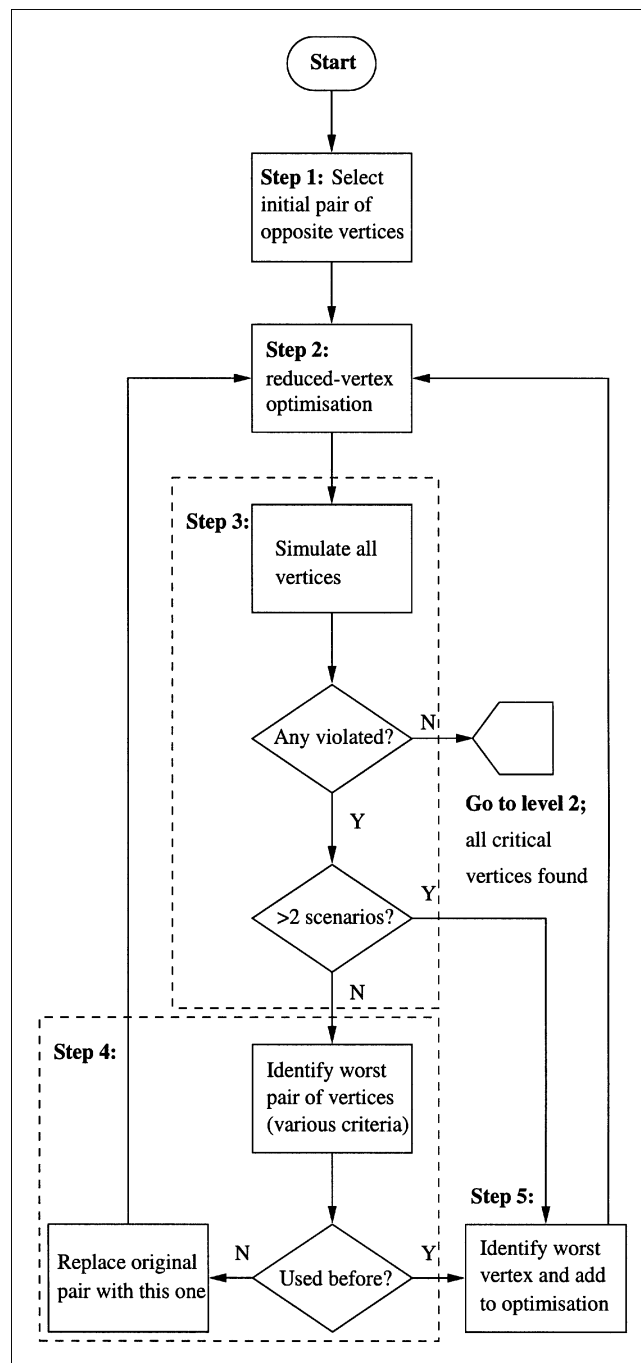 Start
Step 1: Select
initial pair of
opposite vertices
Step 2:
reduced-vertex
optimisation
Step 3:
Simulate all
vertices
Any violated?
N
Go to level 2;
all critical
vertices found
Y
>2 scenarios?
Y
N
Step 4:
Identify worst
pair of vertices
(various criteria)
Used before?
N
Replace original
pair with this one
Y
Step 5:
Identify worst
vertex and add
to optimisation